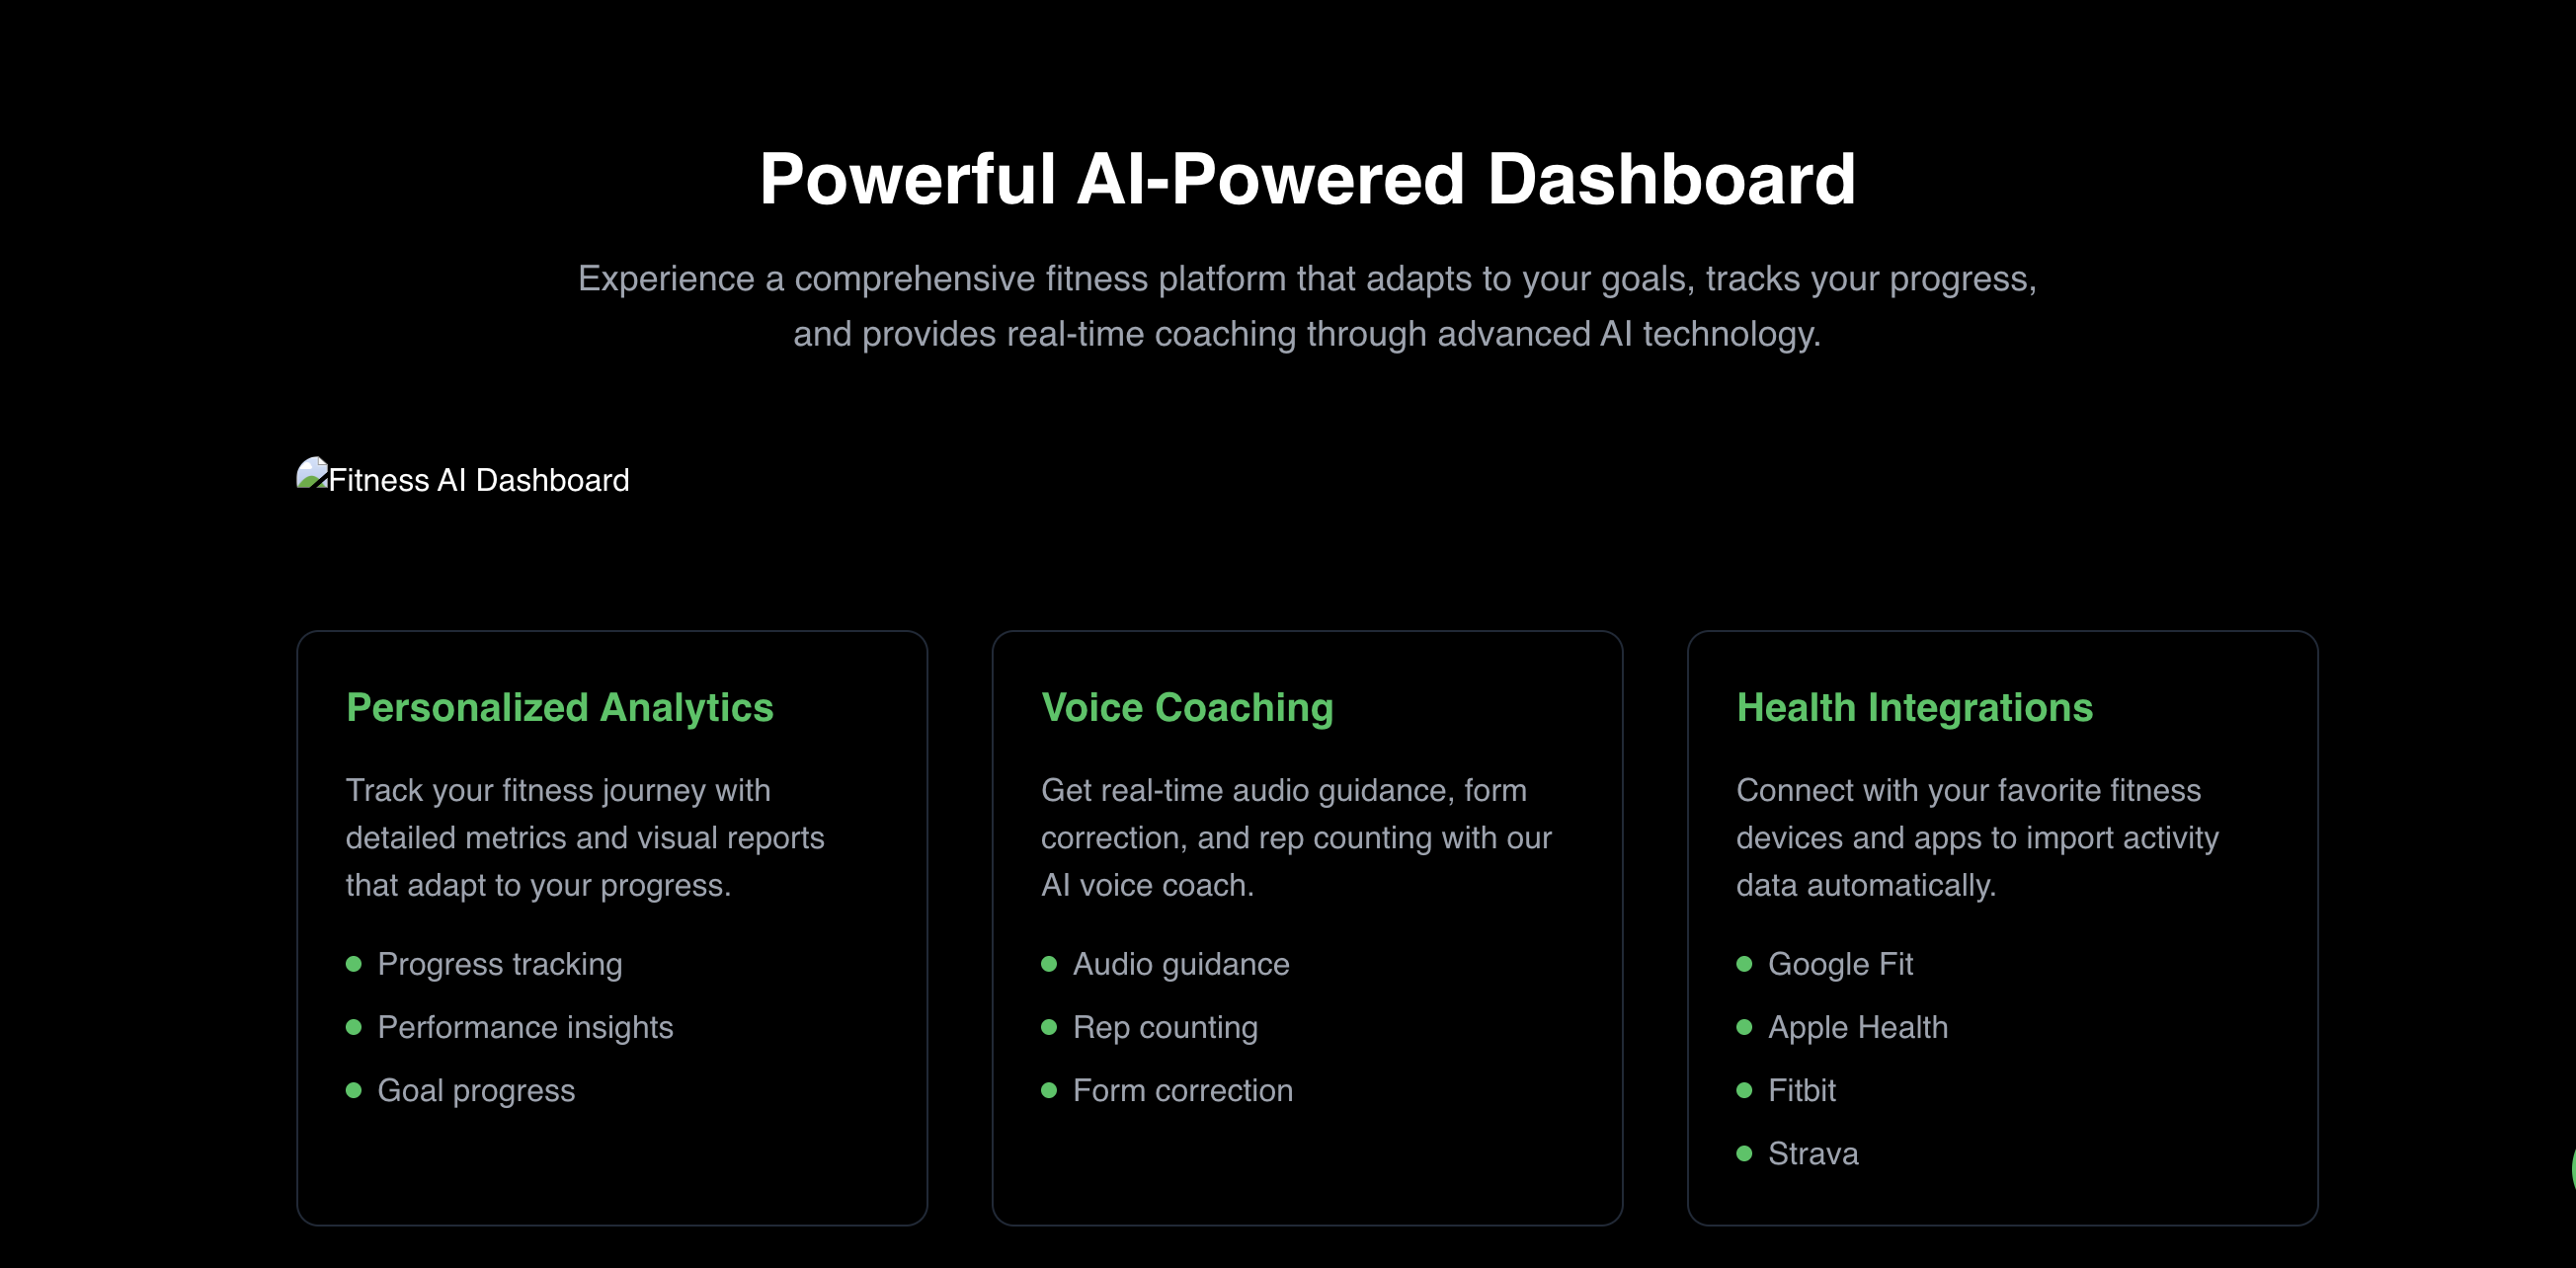 Powerful AI-Powered Dashboard
Experience a comprehensive fitness platform that adapts to your goals, tracks your progress,
and provides real-time coaching through advanced AI technology.
Fitness AI Dashboard
Personalized Analytics
Track your fitness journey with
detailed metrics and visual reports
that adapt to your progress.
Progress tracking
Performance insights
Goal progress
Voice Coaching
Get real-time audio guidance, form
correction, and rep counting with our
AI voice coach.
Audio guidance
Rep counting
Form correction
Health Integrations
Connect with your favorite fitness
devices and apps to import activity
data automatically.
Google Fit
Apple Health
Fitbit
Strava